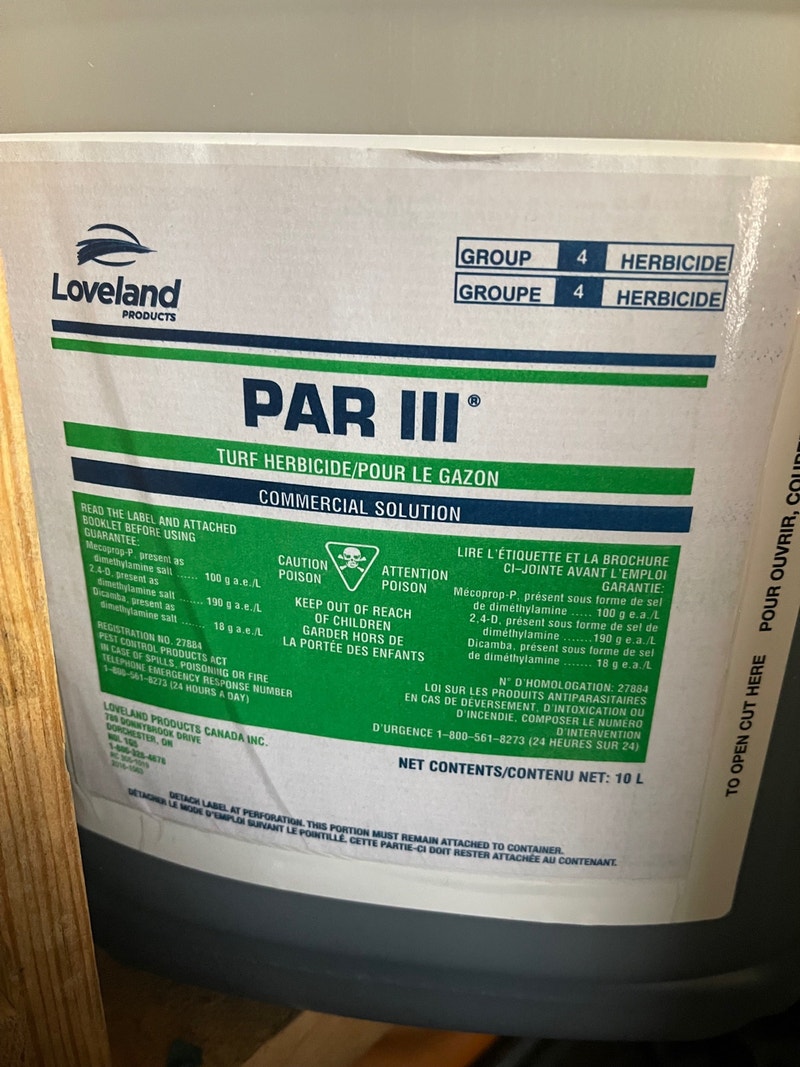 Loveland
PRODUCTS
GROUP 4 HERBICIDE
GROUPE 4 HERBICIDE
PAR III®
TURF HERBICIDE/POUR LE GAZON
COMMERCIAL SOLUTION
READ THE LABEL AND ATTACHED
BOOKLET BEFORE USING
GUARANTEE:
Mecoprop-P, present as
dimethylamine salt ...... 100 g a.e./L
2,4-D, present as
dimethylamine salt ...... 190 g a.e./L
Dicamba, present as
dimethylamine salt ...... 18 g a.e./L
REGISTRATION NO. 27884
PEST CONTROL PRODUCTS ACT
IN CASE OF SPILLS, POISONING OR FIRE
TELEPHONE EMERGENCY RESPONSE NUMBER
1-800-561-8273 (24 HOURS A DAY)
CAUTION
POISON
ATTENTION
POISON
KEEP OUT OF REACH
OF CHILDREN
GARDER HORS DE
LA PORTÉE DES ENFANTS
LIRE L'ÉTIQUETTE ET LA BROCHURE
CI-JOINTE AVANT L'EMPLOI
GARANTIE:
Mécoprop-P, présent sous forme de sel
de diméthylamine ..... 100 g e.a./L
2,4-D, présent sous forme de sel de
diméthylamine .......190 g e.a./L
Dicamba, présent sous forme de sel
de diméthylamine ...... 18 g e.a./L
N° D'HOMOLOGATION: 27884
LOI SUR LES PRODUITS ANTIPARASITAIRES
EN CAS DE DÉVERSEMENT, D'INTOXICATION OU
D'INCENDIE, COMPOSER LE NUMÉRO
D'INTERVENTION
D'URGENCE 1-800-561-8273 (24 HEURES SUR 24)
LOVELAND PRODUCTS CANADA INC.
789 DONNYBROOK DRIVE
DORCHESTER, ON
N0L 1G5
NET CONTENTS/CONTENU NET: 10 L
DETACH LABEL AT PERFORATION. THIS PORTION MUST REMAIN ATTACHED TO CONTAINER.
DÉTACHER LE MODE D'EMPLOI SUIVANT LE POINTILLÉ. CETTE PARTIE-CI DOIT RESTER ATTACHÉE AU CONTENANT.
TO OPEN CUT HERE POUR OUVRIR,